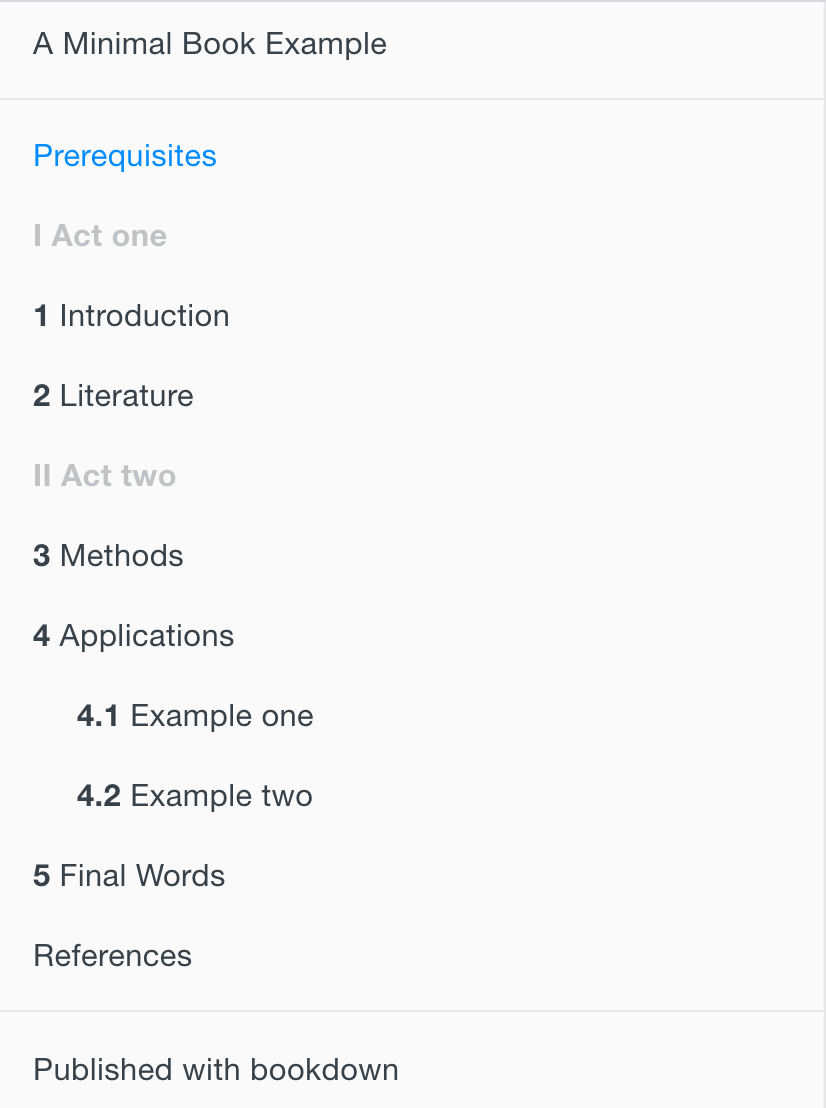 A Minimal Book Example
Prerequisites
I Act one
1 Introduction
2 Literature
II Act two
3 Methods
4 Applications
4.1 Example one
4.2 Example two
5 Final Words
References
Published with bookdown